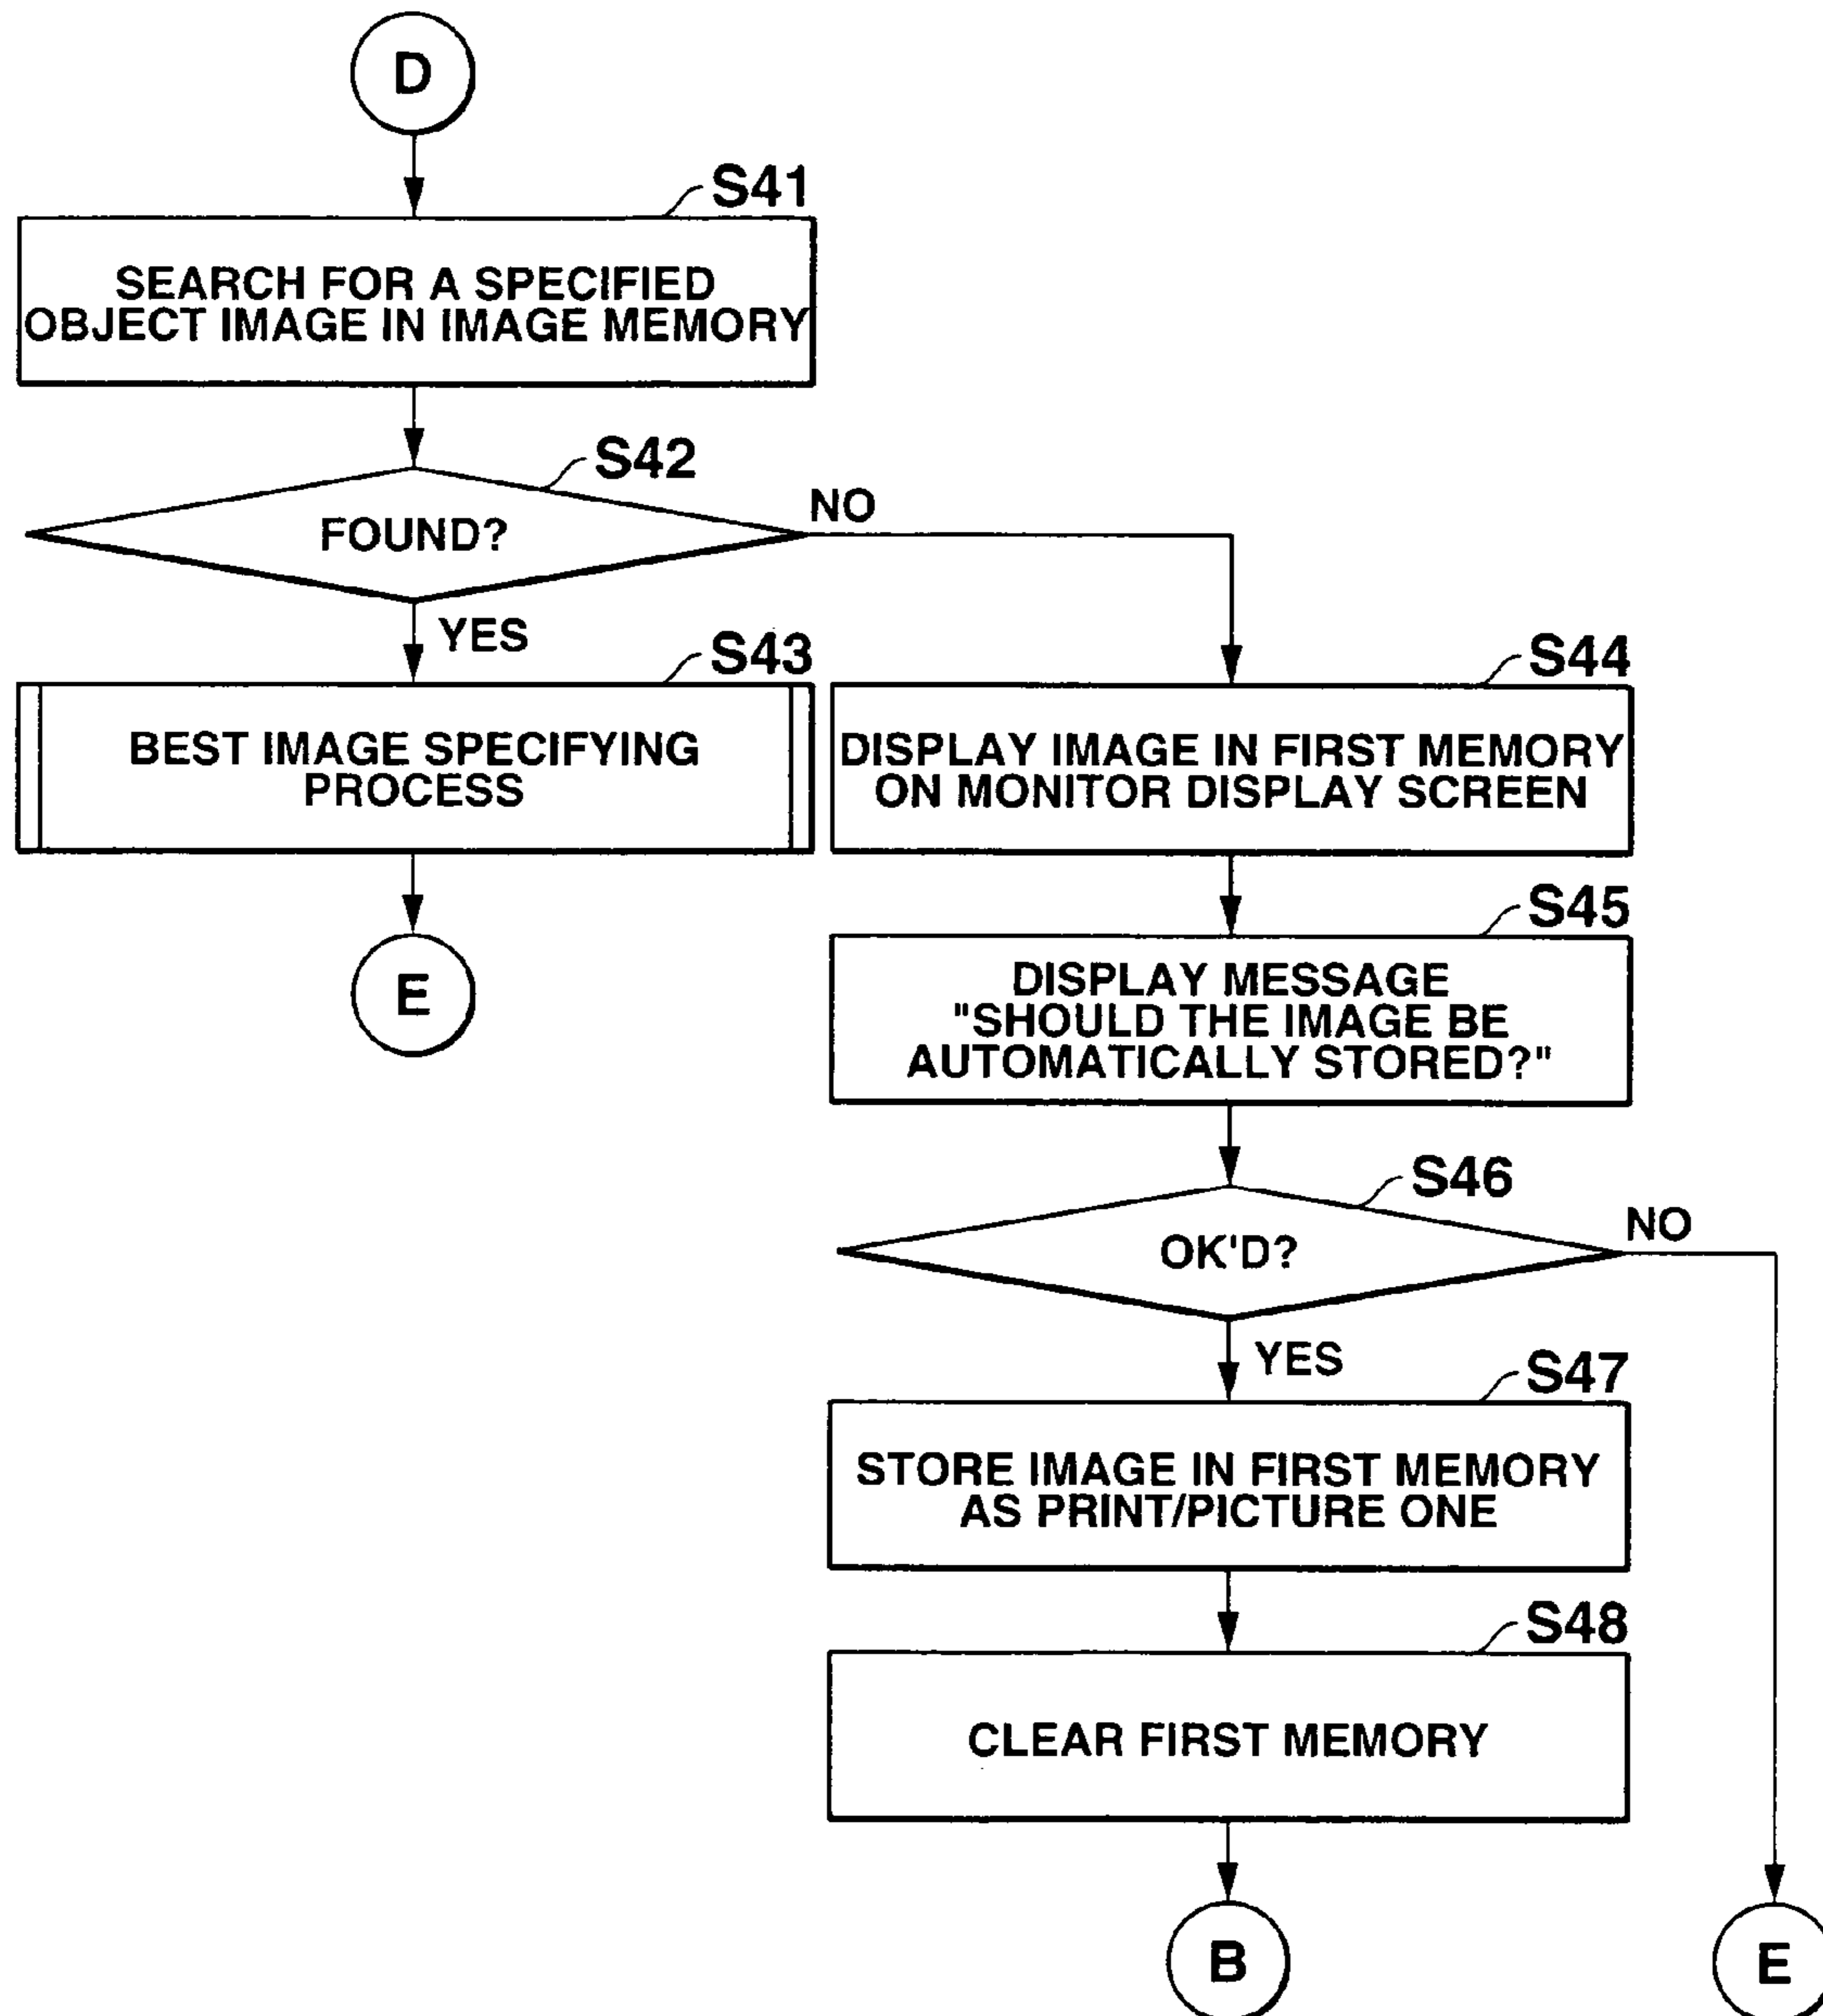 D
S41
SEARCH FOR A SPECIFIED
OBJECT IMAGE IN IMAGE MEMORY
S42
FOUND?
NO
YES
S43
BEST IMAGE SPECIFYING
PROCESS
E
S44
DISPLAY IMAGE IN FIRST MEMORY
ON MONITOR DISPLAY SCREEN
S45
DISPLAY MESSAGE
"SHOULD THE IMAGE BE
AUTOMATICALLY STORED?"
S46
OK'D?
NO
YES
S47
STORE IMAGE IN FIRST MEMORY
AS PRINT/PICTURE ONE
S48
CLEAR FIRST MEMORY
B
E